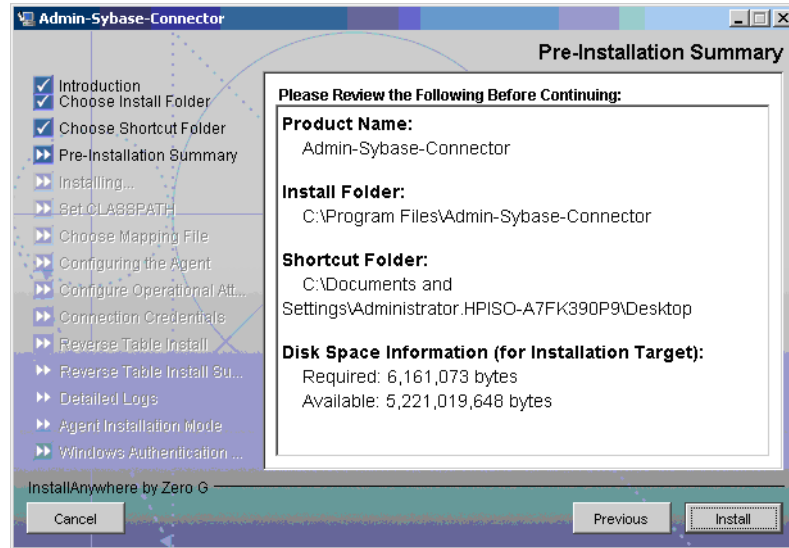 Admin-Sybase-Connector
Pre-Installation Summary
Introduction
Choose Install Folder
Choose Shortcut Folder
Pre-Installation Summary
Installing...
Set CLASSPATH
Choose Mapping File
Configuring the Agent
Configure Operational Att...
Connection Credentials
Reverse Table Install
Reverse Table Install Su...
Detailed Logs
Agent Installation Mode
Windows Authentication ...
Please Review the Following Before Continuing:
Product Name:
Admin-Sybase-Connector
Install Folder:
C:\Program Files\Admin-Sybase-Connector
Shortcut Folder:
C:\Documents and
Settings\Administrator.HPISO-A7FK390P9\Desktop
Disk Space Information (for Installation Target):
Required: 6,161,073 bytes
Available: 5,221,019,648 bytes
InstallAnywhere by Zero G
Cancel
Previous
Install